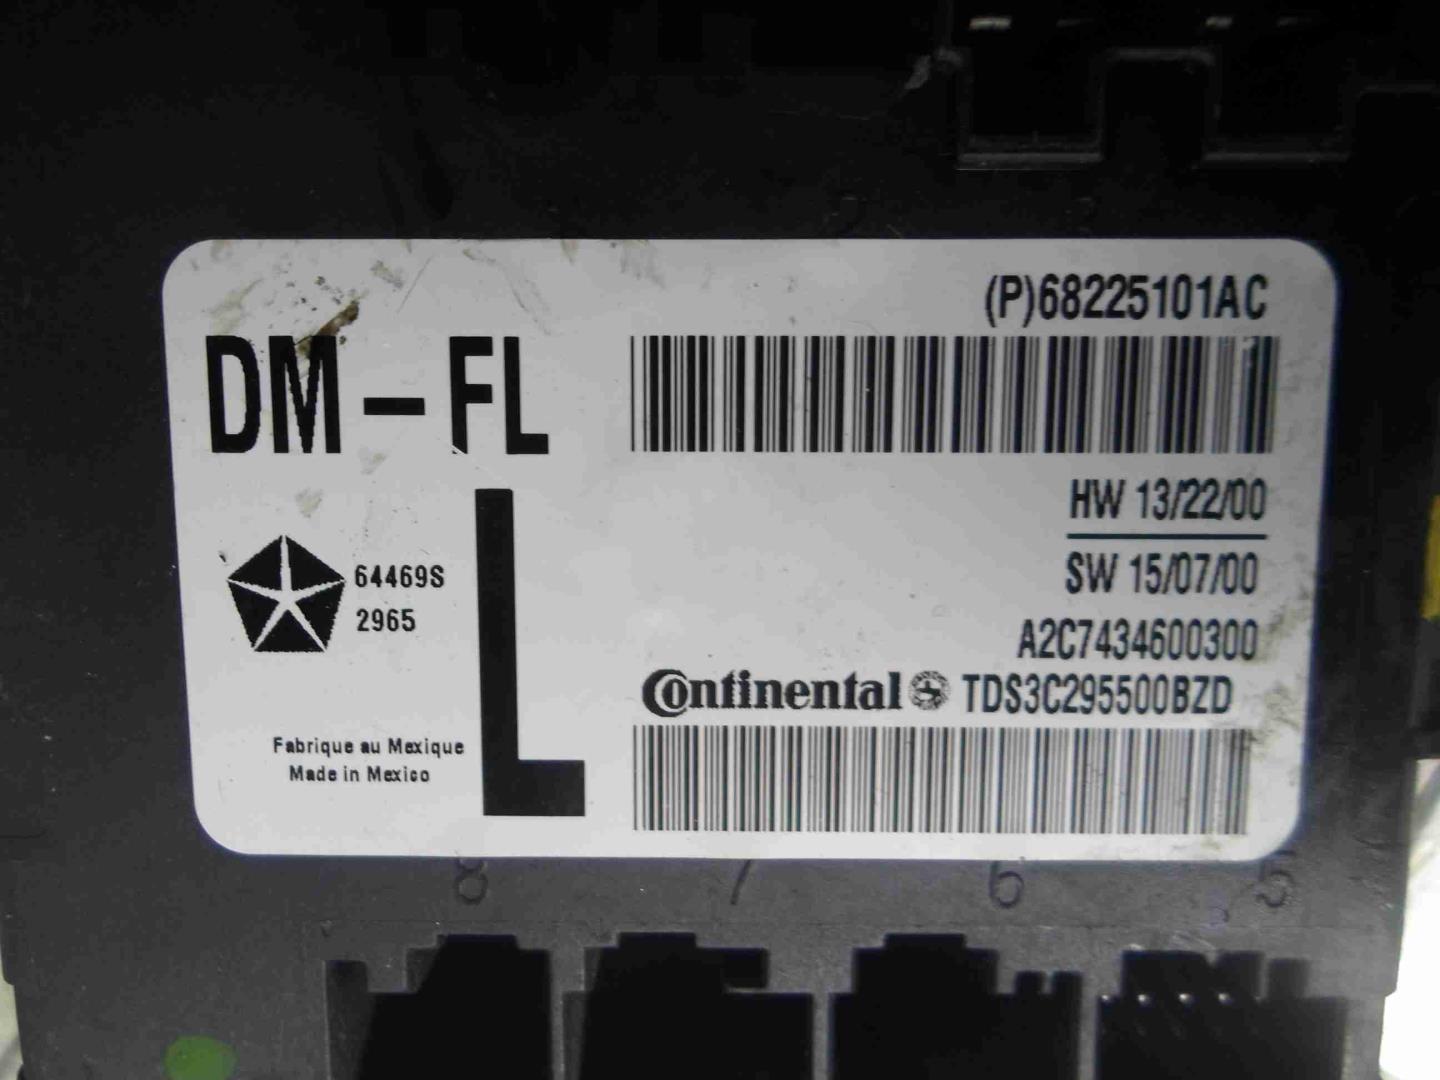 (P)68225101AC
DM-FL
HW 13/22/00
SW 15/07/00
64469S
2965
L
A2C7434600300
Continental TDS3C295500BZD
Fabrique au Mexique
Made in Mexico
8 7 6 5